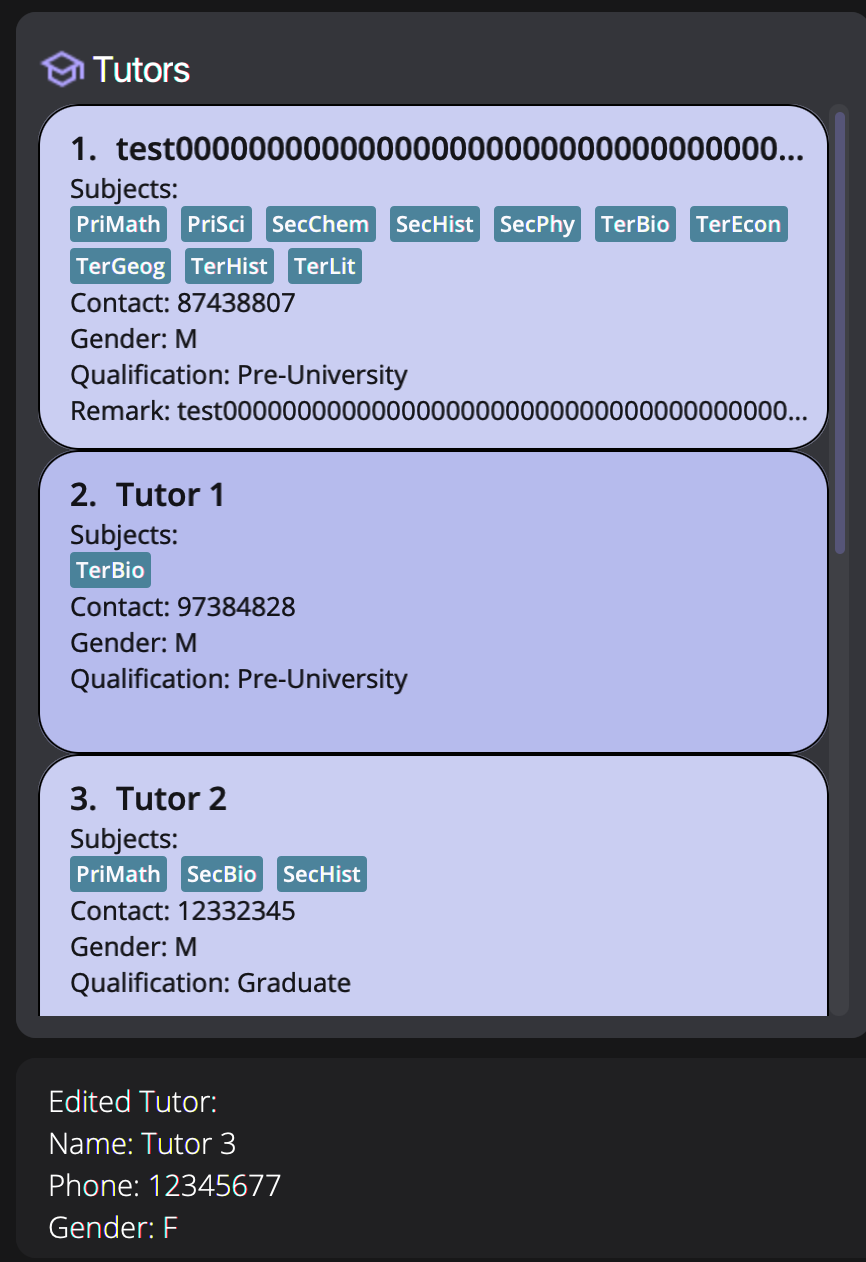 Tutors
1. test0000000000000000000000000000000000...
Subjects:
PriMath PriSci SecChem SecHist SecPhy TerBio TerEcon
TerGeog TerHist TerLit
Contact: 87438807
Gender: M
Qualification: Pre-University
Remark: test00000000000000000000000000000000000000...
2. Tutor 1
Subjects:
TerBio
Contact: 97384828
Gender: M
Qualification: Pre-University
3. Tutor 2
Subjects:
PriMath SecBio SecHist
Contact: 12332345
Gender: M
Qualification: Graduate
Edited Tutor:
Name: Tutor 3
Phone: 12345677
Gender: F